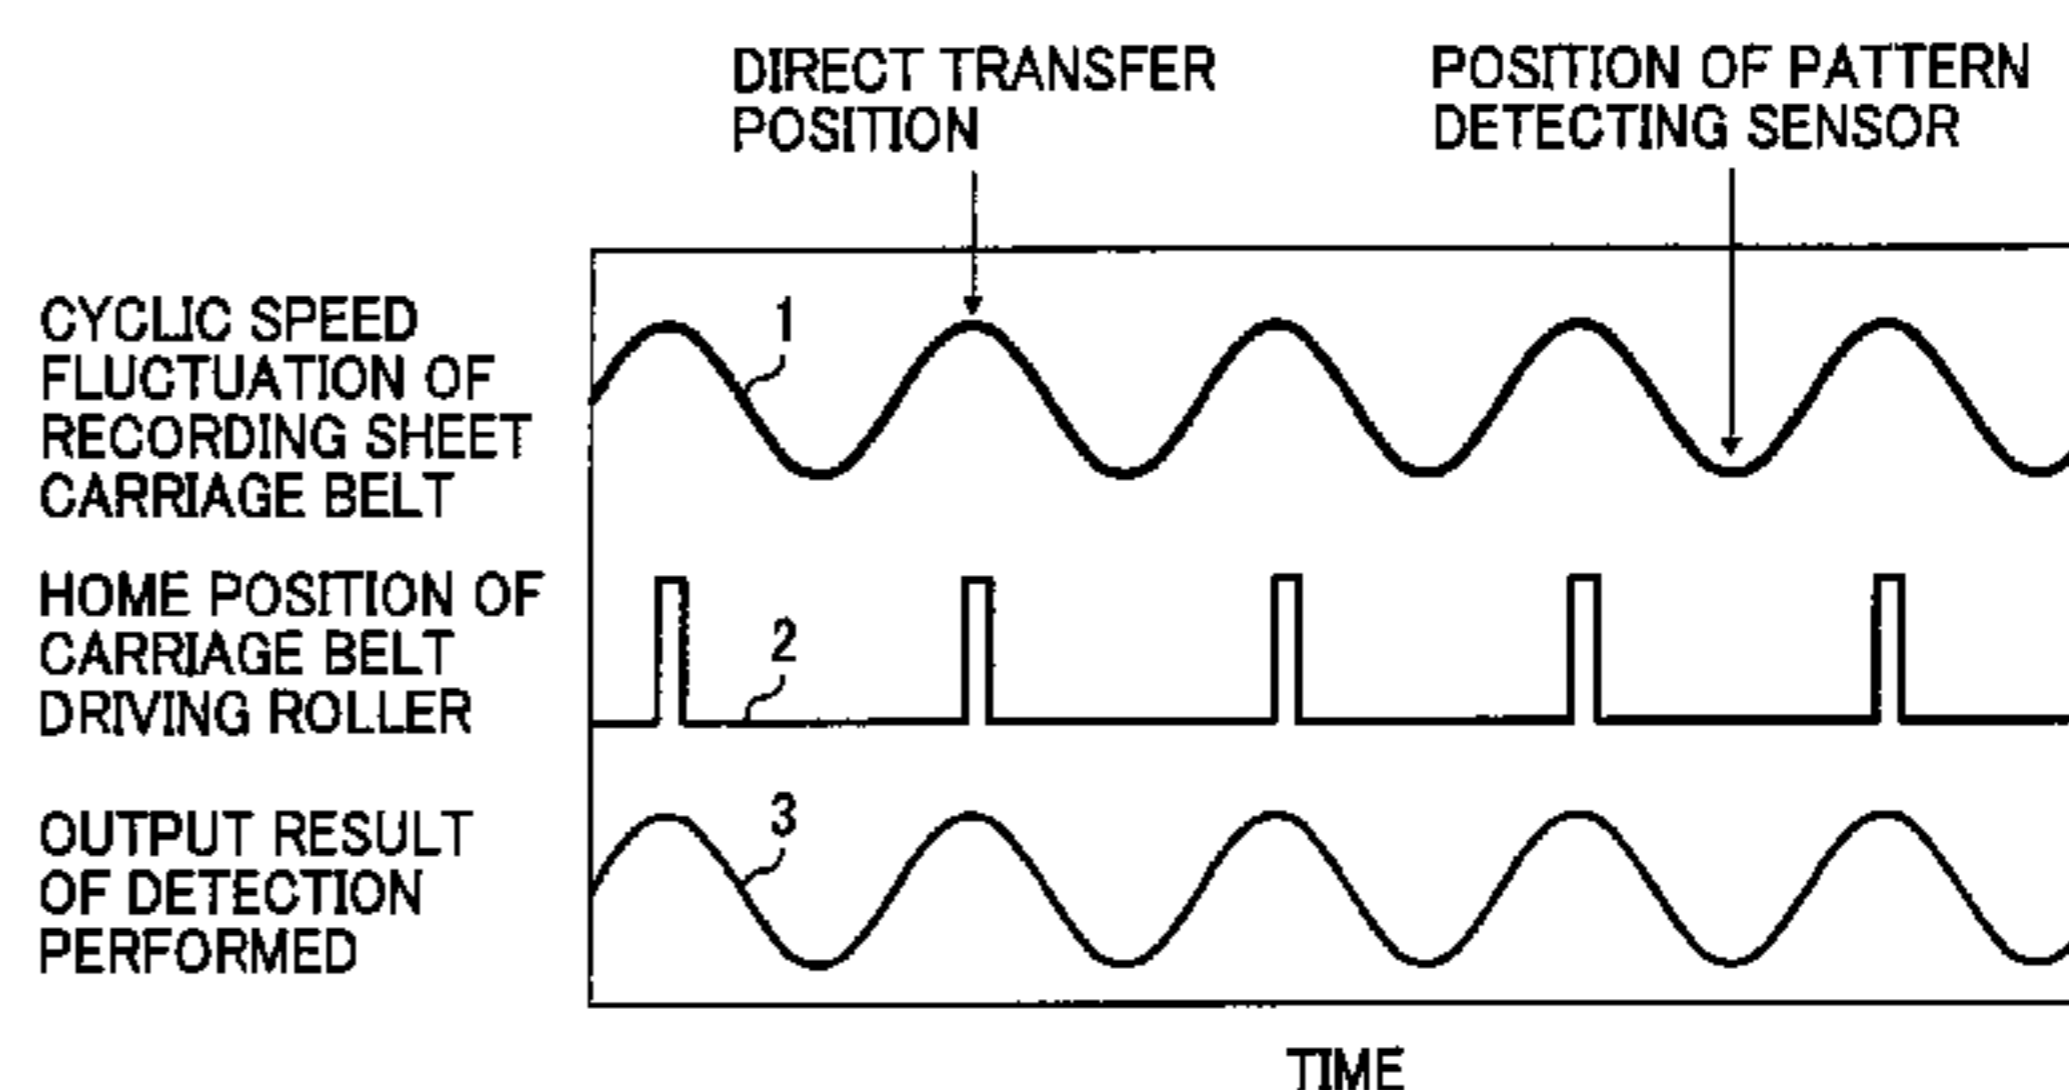 DIRECT TRANSFER
POSITION
POSITION OF PATTERN
DETECTING SENSOR
CYCLIC SPEED
FLUCTUATION OF
RECORDING SHEET
CARRIAGE BELT
1
HOME POSITION OF
CARRIAGE BELT
DRIVING ROLLER
2
OUTPUT RESULT
OF DETECTION
PERFORMED
3
TIME